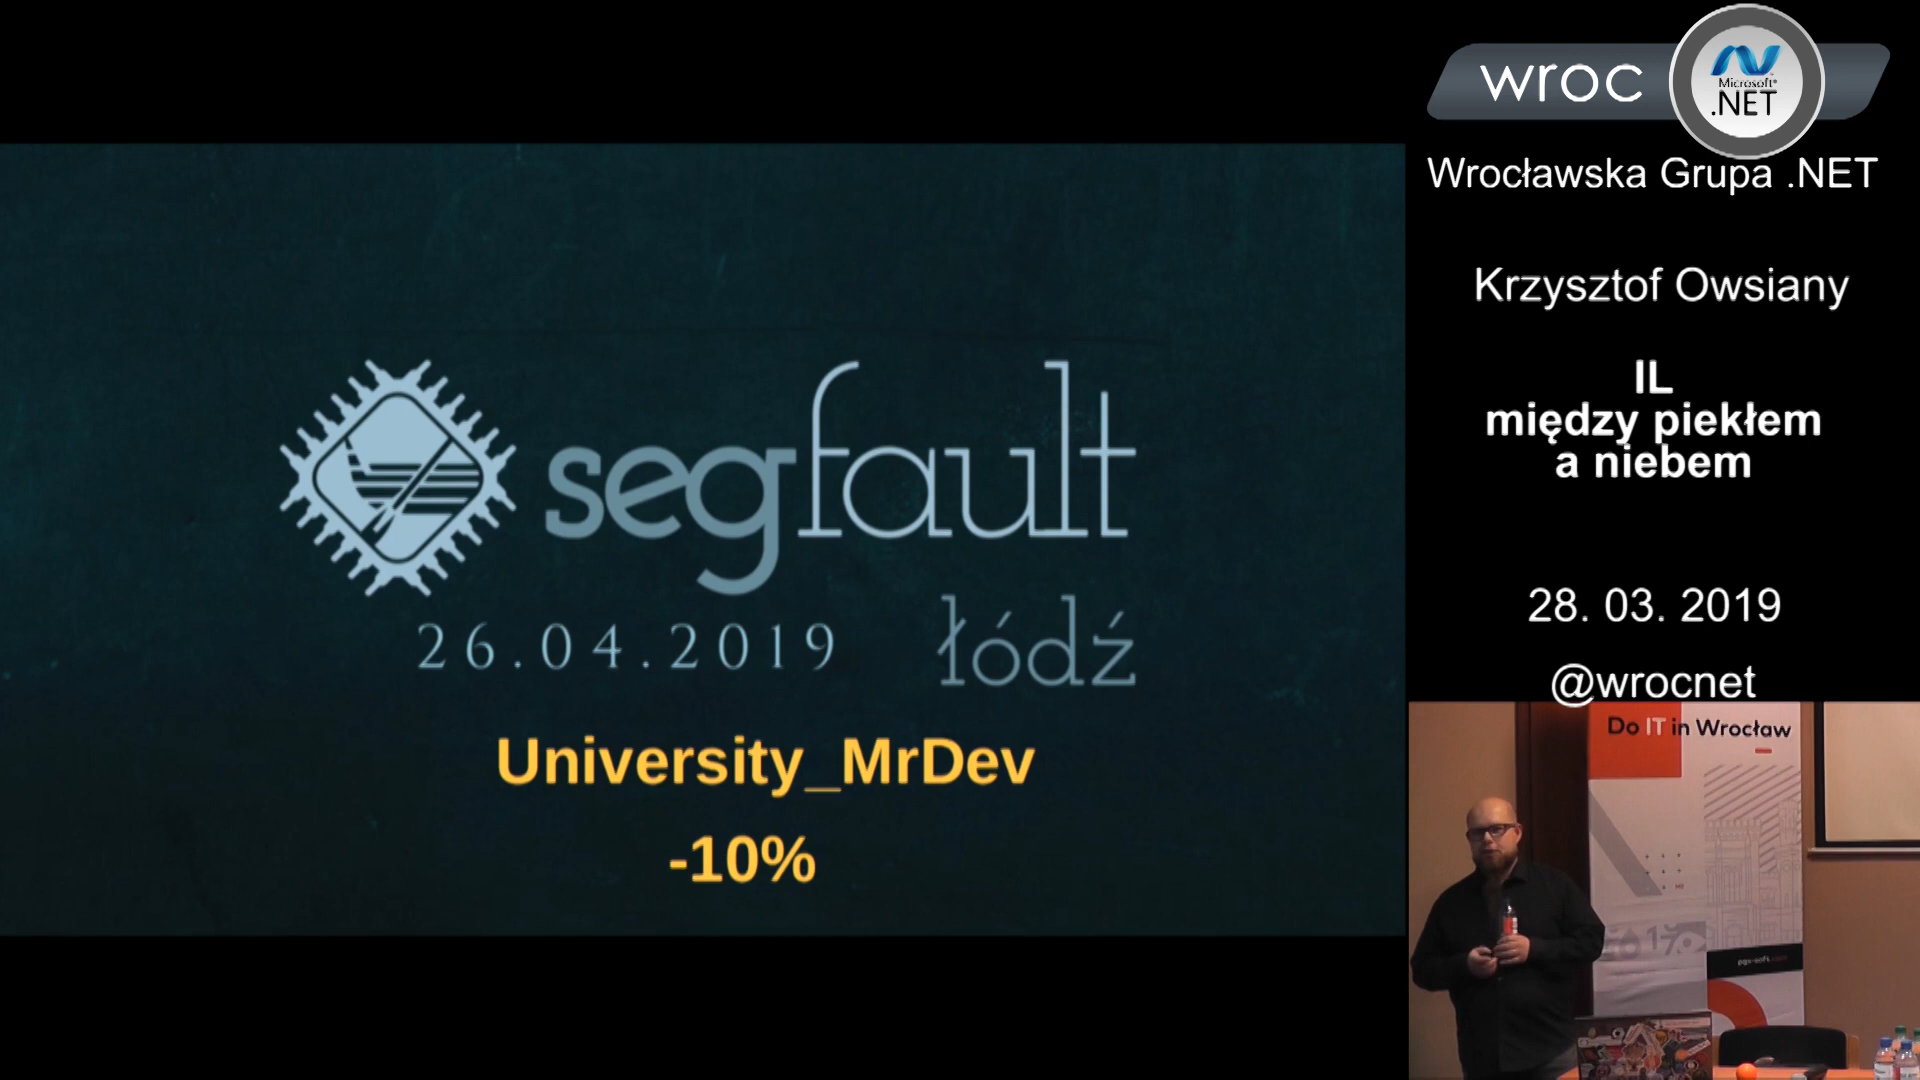 segfault
26.04.2019
łódź
University_MrDev
-10%
wroc
Microsoft®
.NET
Wrocławska Grupa .NET
Krzysztof Owsiany
IL
między piekłem
a niebem
28. 03. 2019
@wrocnet
Do IT in Wrocław